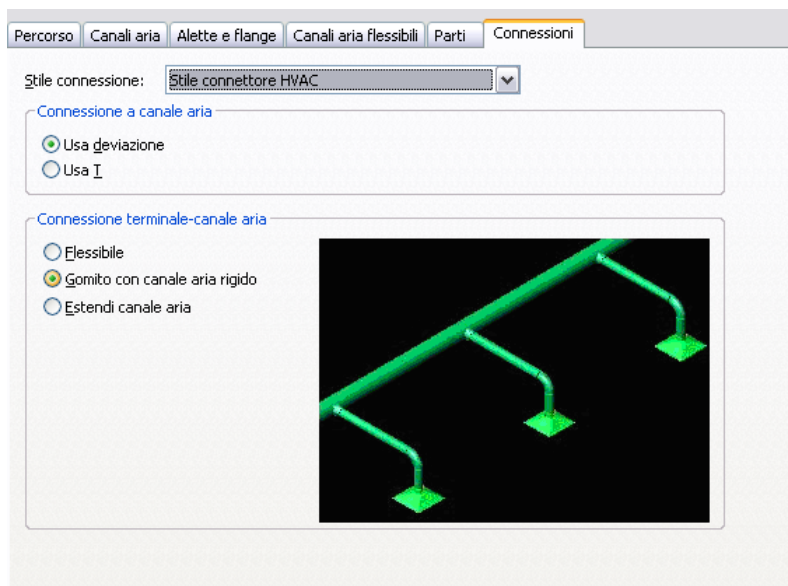 Percorso Canali aria Alette e flange Canali aria flessibili Parti Connessioni
Stile connessione: Stile connettore HVAC
Connessione a canale aria
Usa deviazione
Usa T
Connessione terminale-canale aria
Flessibile
Gomito con canale aria rigido
Estendi canale aria